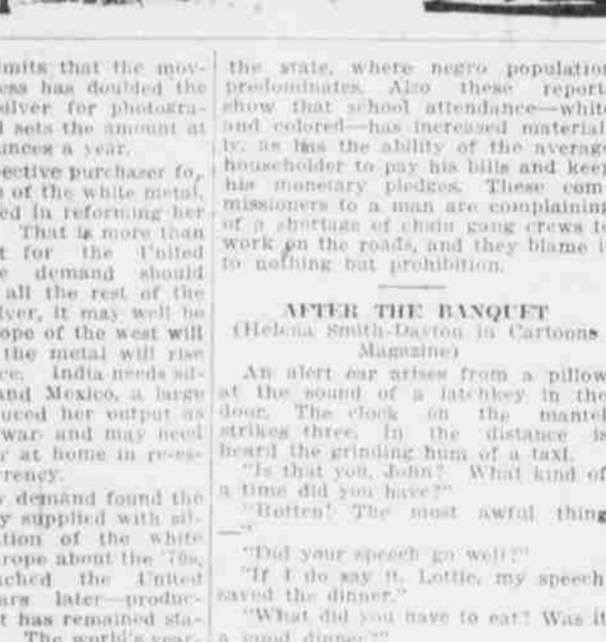 mits that the mov-
ess has doubled the
silver for photogra-
sets the amount at
unces a year.
ective purchaser for
of the white metal,
ed in reforming her
That is more than
t for the United
e demand should
all the rest of the
lver, it may well be
ope of the west will
the metal will rise
ce. India needs sil-
and Mexico, a large
uced her output as
war and may need
r at home in re-es-
rrency.
demand found the
y supplied with sil-
ation of the white
urope about the '70s,
ached the United
ars later—produc-
t has remained sta-
The world's year-
the state, where negro population
predominates. Also these report
show that school attendance—white
and colored—has increased material
ly, as has the ability of the average
householder to pay his bills and keep
his monetary pledges. These com
missioners to a man are complaining
of a shortage of chain gang crews to
work on the roads, and they blame i
to nothing but prohibition.
AFTER THE BANQUET
(Helena Smith-Dayton in Cartoons
Magazine)
An alert ear arises from a pillow
at the sound of a latchkey in the
door. The clock on the mantel
strikes three. In the distance is
heard the grinding hum of a taxi.
"Is that you, John? What kind of
a time did you have?"
"Rotten! The most awful thing
—"
"Did your speech go well?"
"If I do say it, Lottie, my speech
saved the dinner."
"What did you have to eat? Was it
a good dinner?"